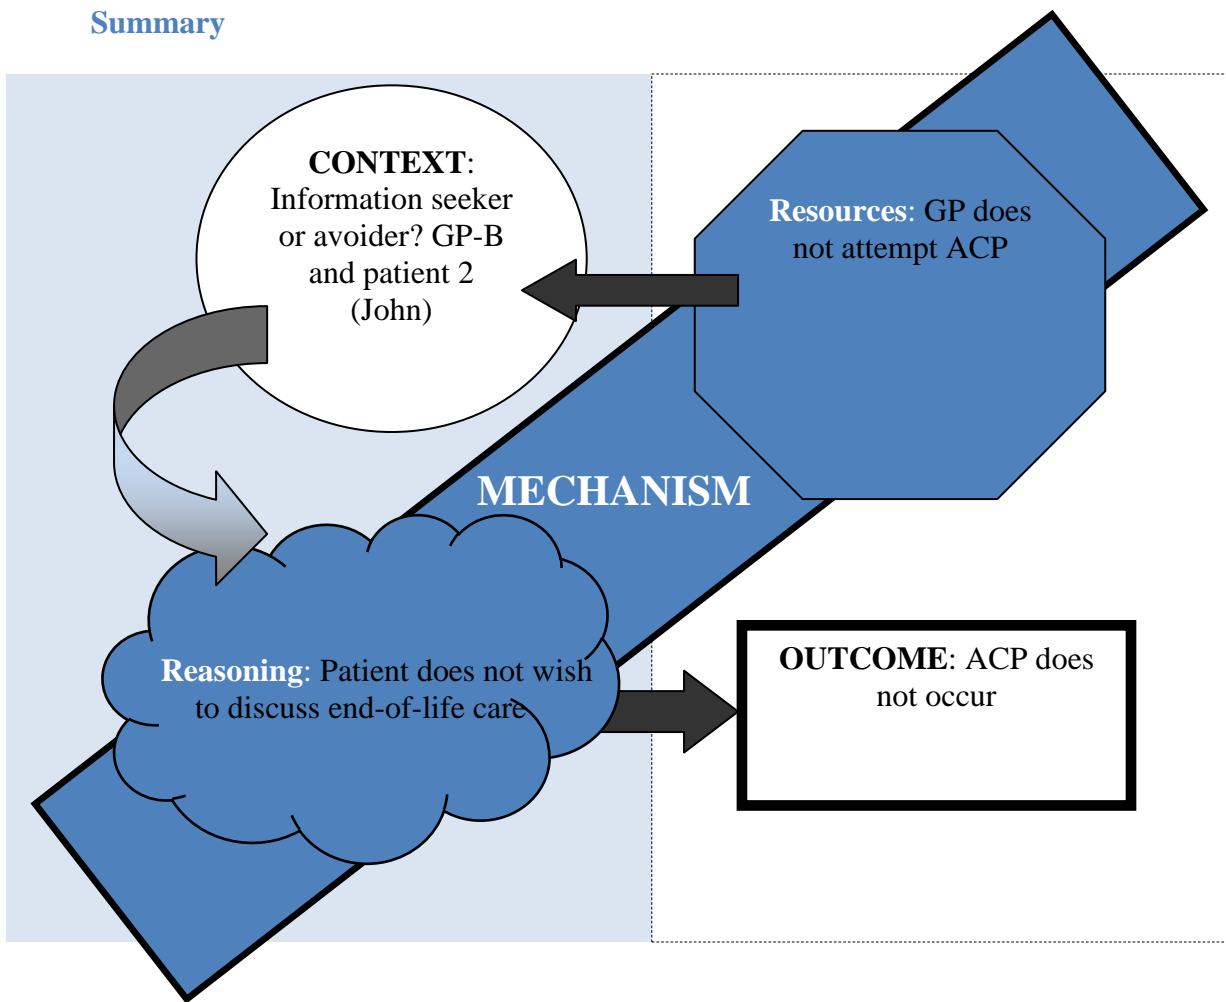 Summary
CONTEXT:
Information seeker
or avoider? GP-B
and patient 2
(John)
Resources: GP does
not attempt ACP
MECHANISM
Reasoning: Patient does not wish
to discuss end-of-life care
OUTCOME: ACP does
not occur